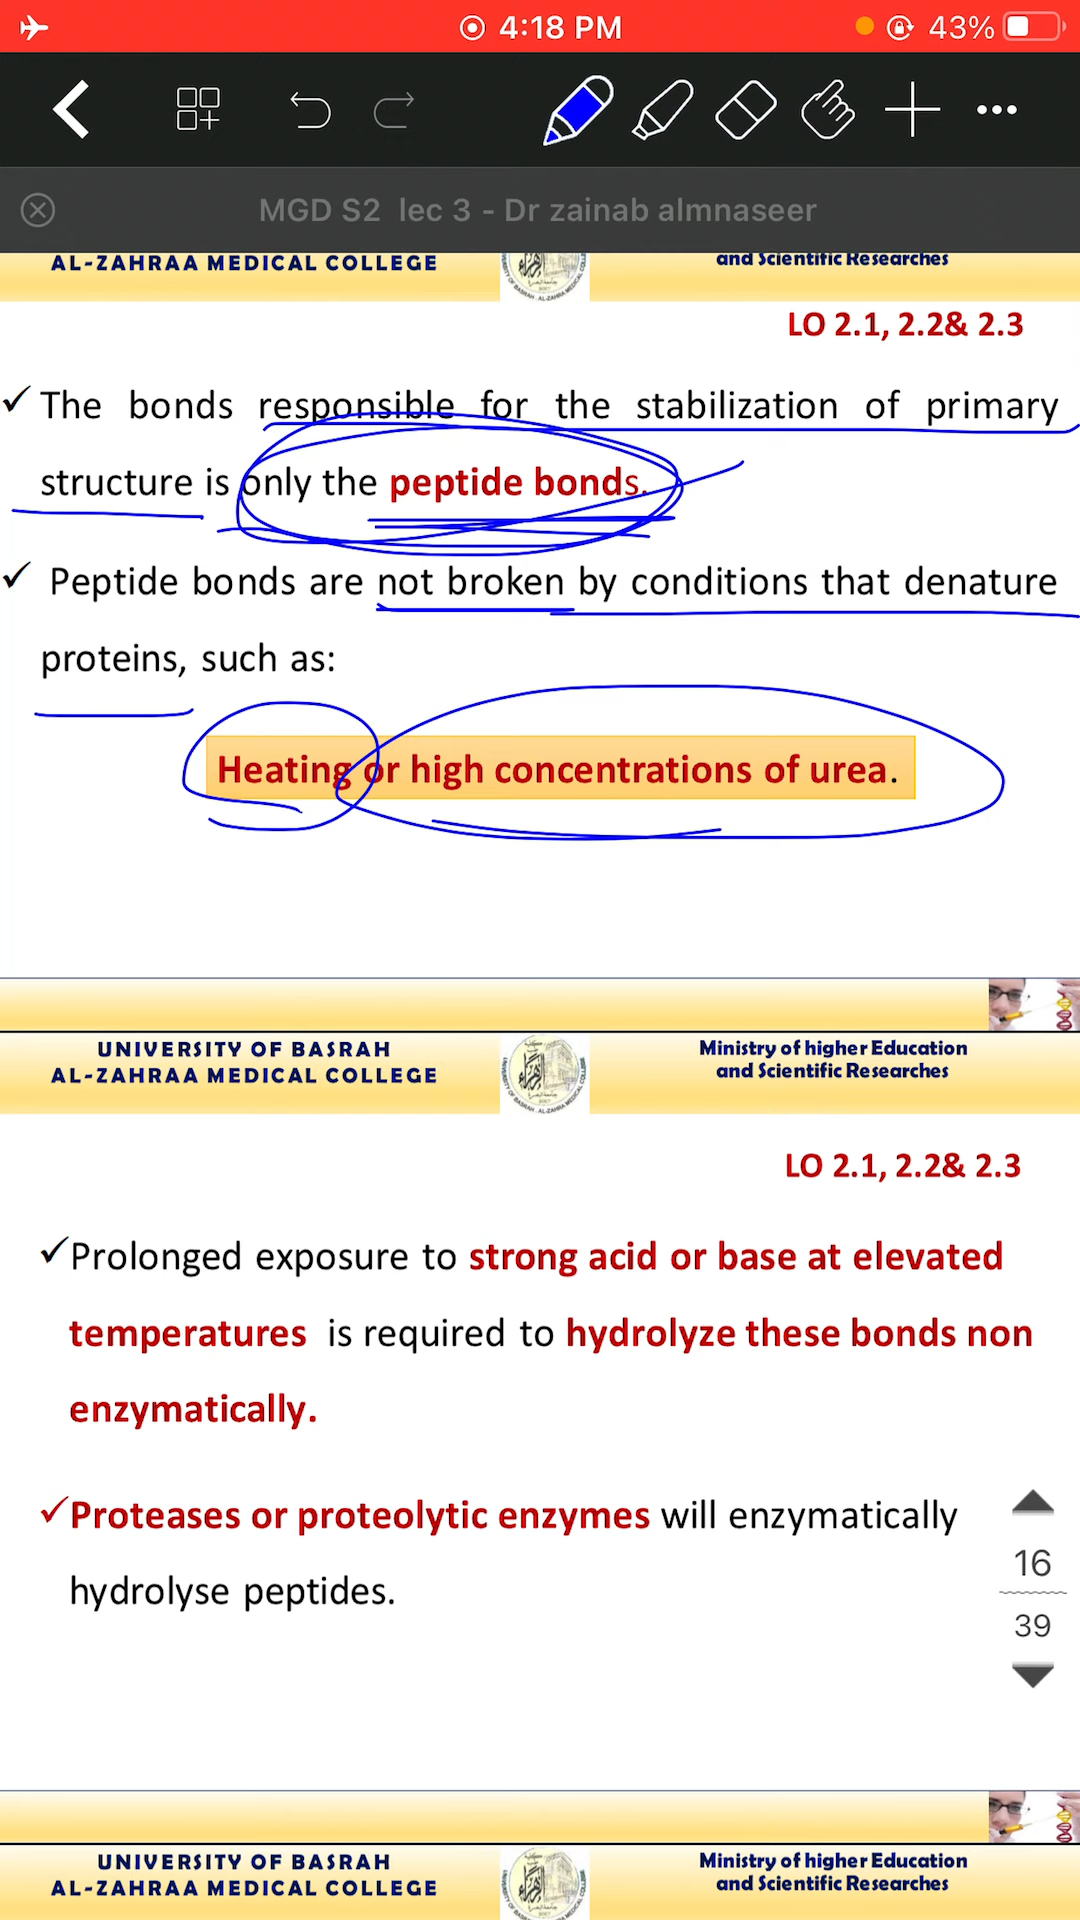 4:18 PM
43%
MGD S2 lec 3 - Dr zainab almnaseer
AL-ZAHRAA MEDICAL COLLEGE
and Scientific Researches
LO 2.1, 2.2& 2.3
✓ The bonds responsible for the stabilization of primary
structure is only the peptide bonds.
✓ Peptide bonds are not broken by conditions that denature
proteins, such as:
Heating or high concentrations of urea.
UNIVERSITY OF BASRAH
AL-ZAHRAA MEDICAL COLLEGE
Ministry of higher Education
and Scientific Researches
LO 2.1, 2.2& 2.3
✓Prolonged exposure to strong acid or base at elevated
temperatures is required to hydrolyze these bonds non
enzymatically.
✓Proteases or proteolytic enzymes will enzymatically
hydrolyse peptides.
16
39
UNIVERSITY OF BASRAH
AL-ZAHRAA MEDICAL COLLEGE
Ministry of higher Education
and Scientific Researches